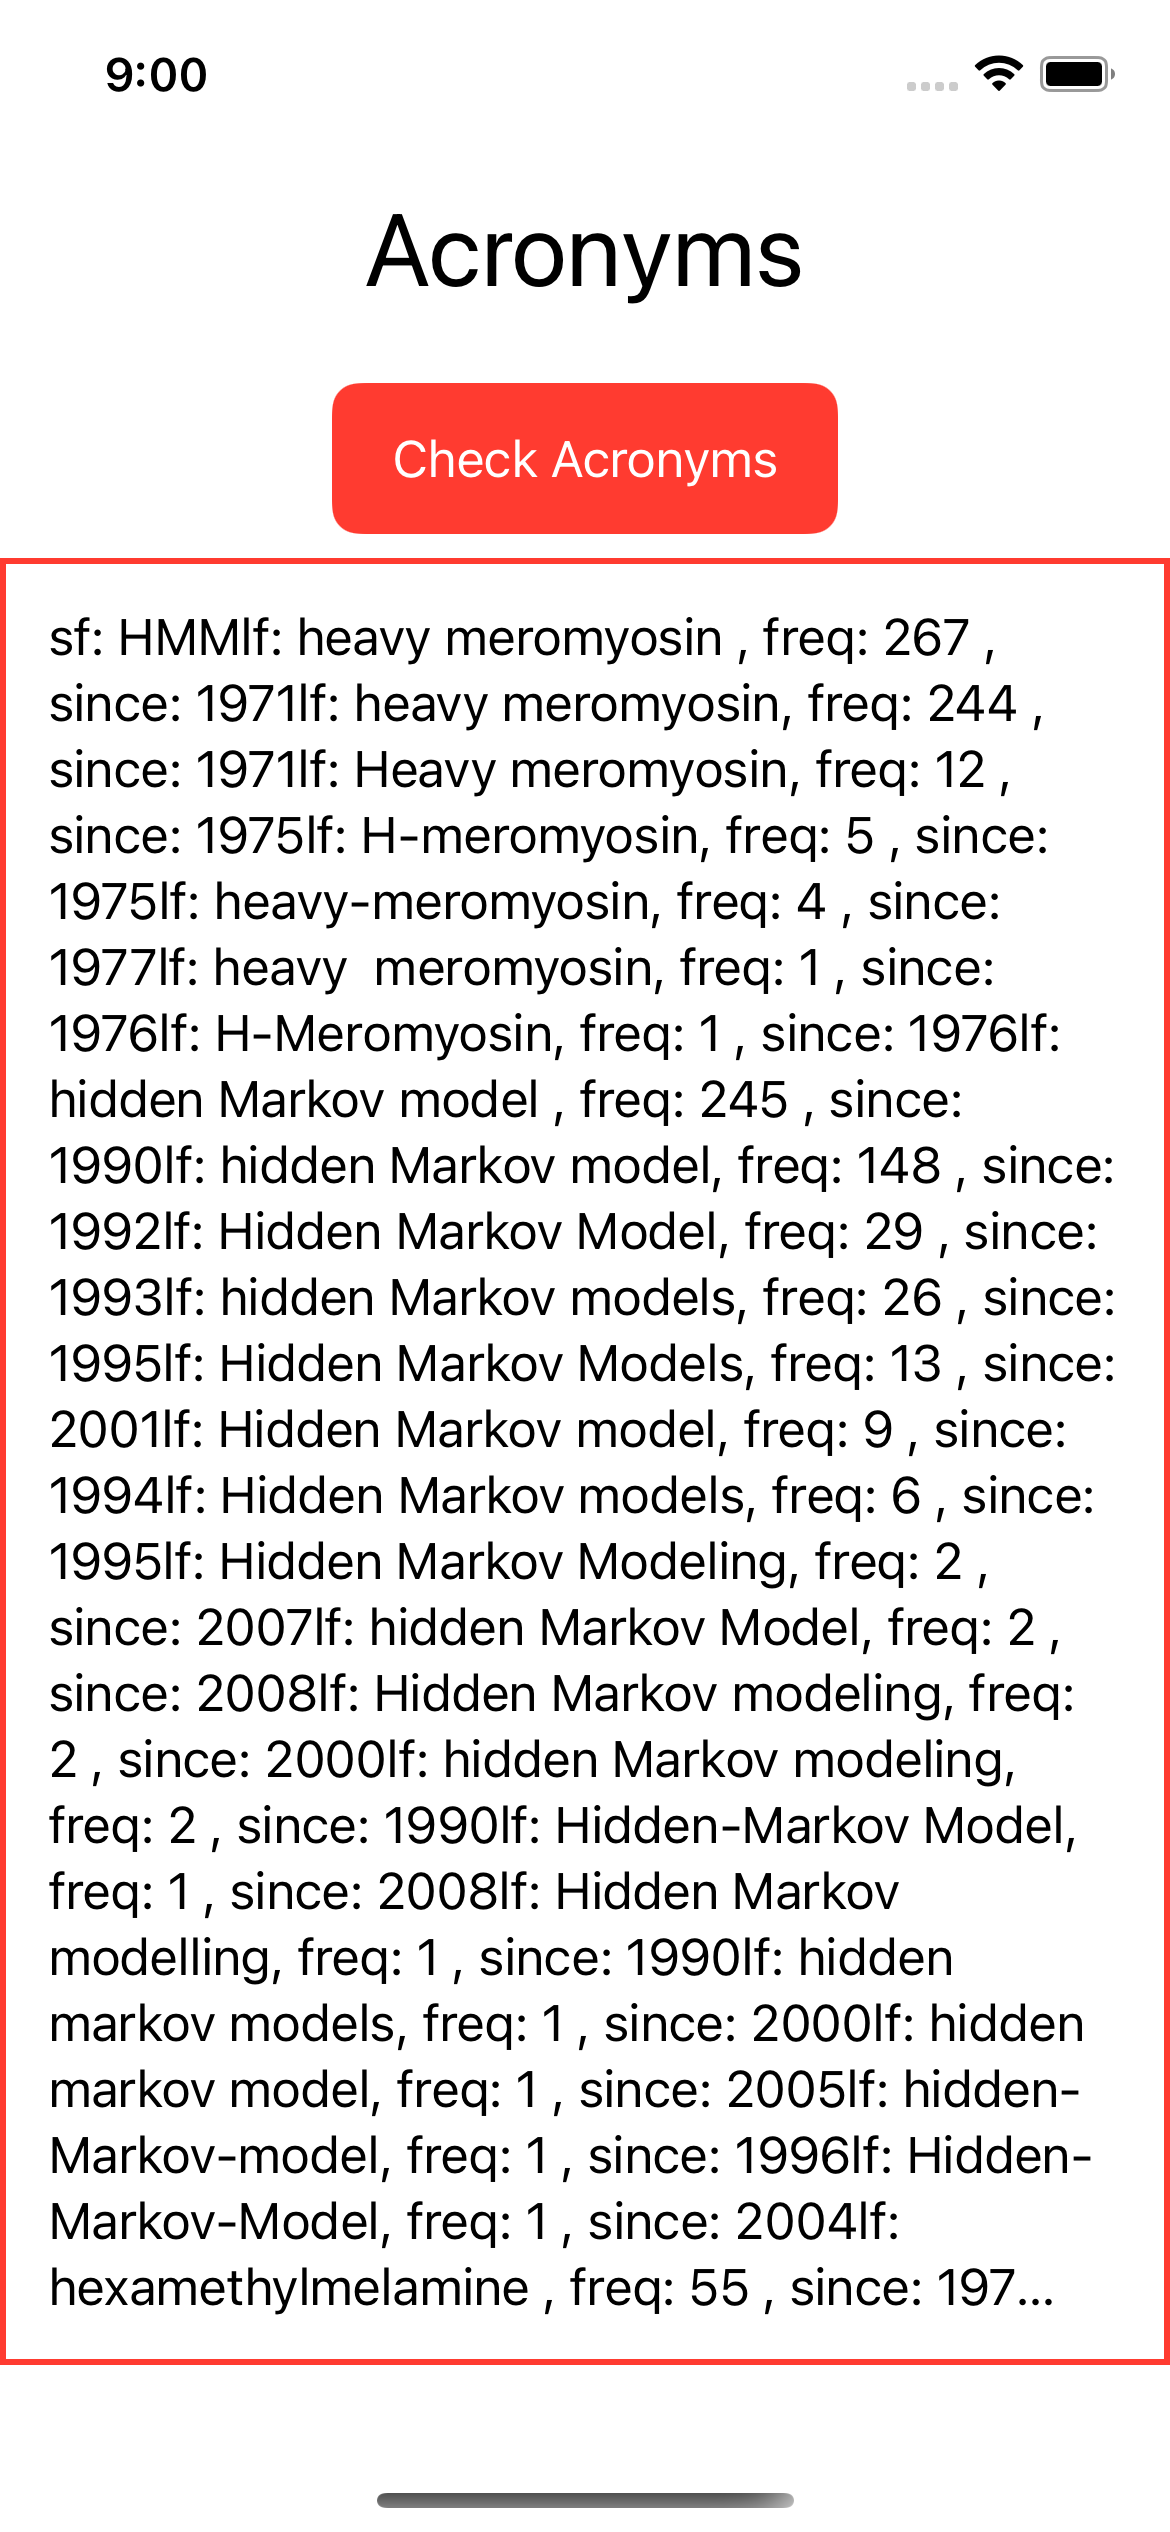 9:00
Acronyms
Check Acronyms
sf: HMMlf: heavy meromyosin , freq: 267 ,
since: 1971lf: heavy meromyosin, freq: 244 ,
since: 1971lf: Heavy meromyosin, freq: 12 ,
since: 1975lf: H-meromyosin, freq: 5 , since:
1975lf: heavy-meromyosin, freq: 4 , since:
1977lf: heavy  meromyosin, freq: 1 , since:
1976lf: H-Meromyosin, freq: 1 , since: 1976lf:
hidden Markov model , freq: 245 , since:
1990lf: hidden Markov model, freq: 148 , since:
1992lf: Hidden Markov Model, freq: 29 , since:
1993lf: hidden Markov models, freq: 26 , since:
1995lf: Hidden Markov Models, freq: 13 , since:
2001lf: Hidden Markov model, freq: 9 , since:
1994lf: Hidden Markov models, freq: 6 , since:
1995lf: Hidden Markov Modeling, freq: 2 ,
since: 2007lf: hidden Markov Model, freq: 2 ,
since: 2008lf: Hidden Markov modeling, freq:
2 , since: 2000lf: hidden Markov modeling,
freq: 2 , since: 1990lf: Hidden-Markov Model,
freq: 1 , since: 2008lf: Hidden Markov
modelling, freq: 1 , since: 1990lf: hidden
markov models, freq: 1 , since: 2000lf: hidden
markov model, freq: 1 , since: 2005lf: hidden-
Markov-model, freq: 1 , since: 1996lf: Hidden-
Markov-Model, freq: 1 , since: 2004lf:
hexamethylmelamine , freq: 55 , since: 197...